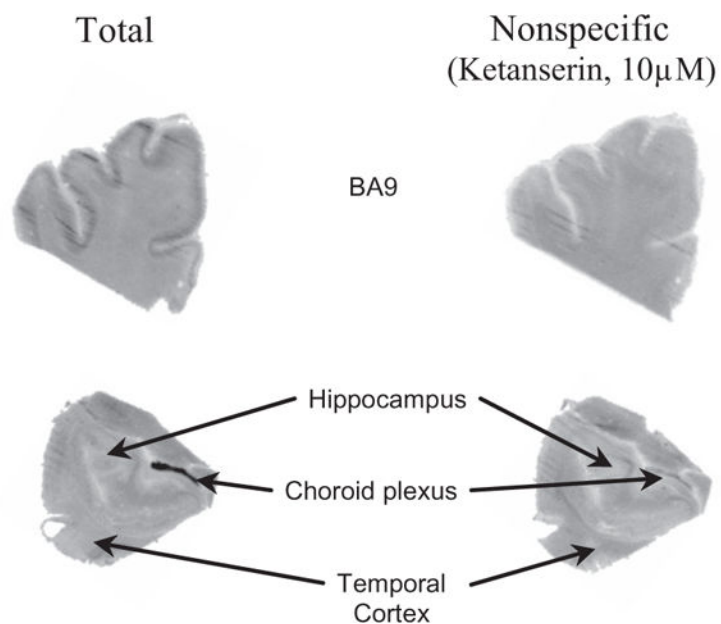 Total
Nonspecific
(Ketanserin, 10µM)
BA9
Hippocampus
Choroid plexus
Temporal
Cortex